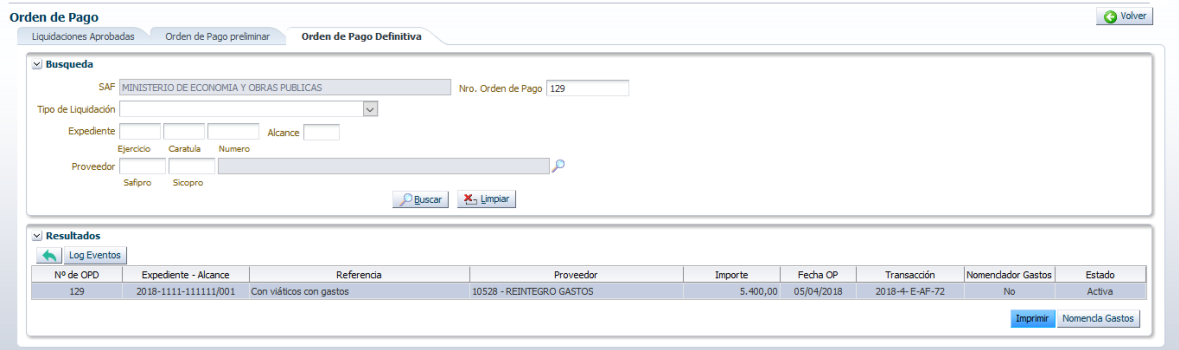 Orden de Pago
Volver
Liquidaciones Aprobadas Orden de Pago preliminar Orden de Pago Definitiva
Busqueda
SAF MINISTERIO DE ECONOMIA Y OBRAS PUBLICAS Nro. Orden de Pago 129
Tipo de Liquidación
Expediente Alcance
Ejercicio Caratula Numero
Proveedor
Safipro Sicopro
Buscar Limpiar
Resultados
Log Eventos
Nº de OPD Expediente - Alcance Referencia Proveedor Importe Fecha OP Transacción Nomenclador Gastos Estado
129 2018-1111-111111/001 Con viáticos con gastos 10528 - REINTEGRO GASTOS 5.400,00 05/04/2018 2018-4- E-AF-72 No Activa
Imprimir Nomencla Gastos